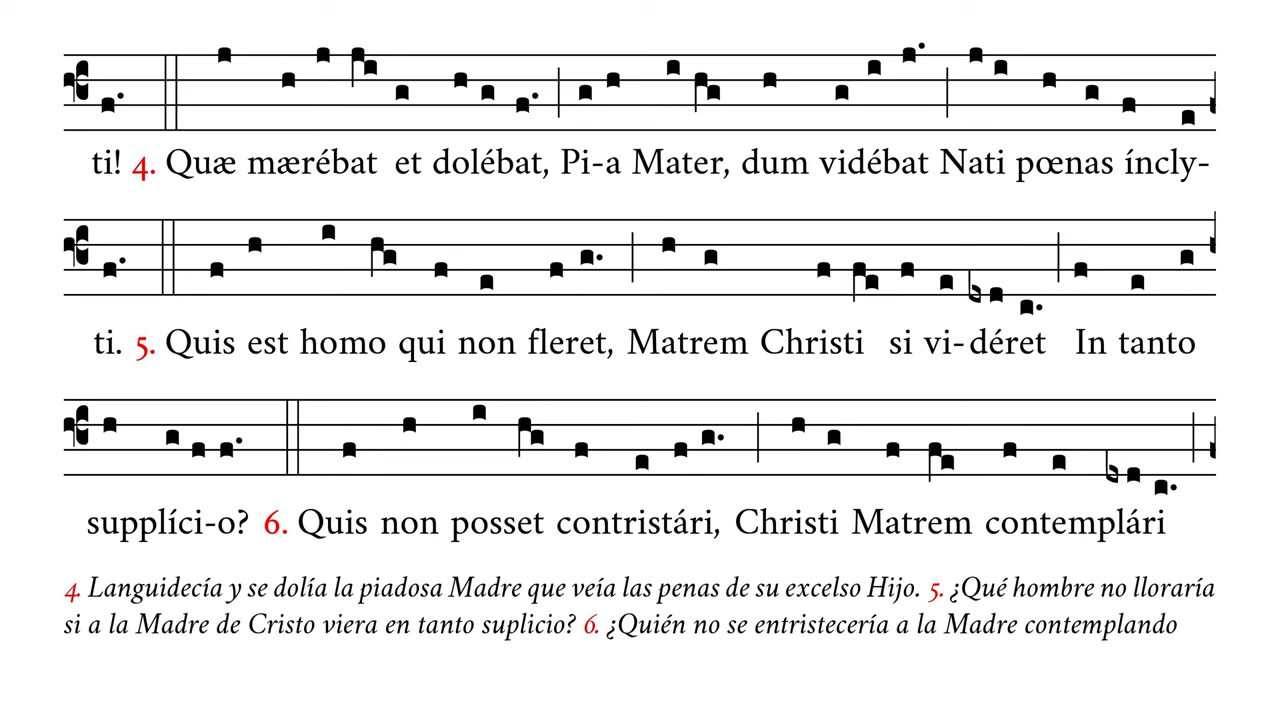 ti! 4. Quæ mærébat et dolébat, Pi-a Mater, dum vidébat Nati pœnas íncly-
ti. 5. Quis est homo qui non fleret, Matrem Christi si vi-déret In tanto
supplíci-o? 6. Quis non posset contristári, Christi Matrem contemplári
4. Languidecía y se dolía la piadosa Madre que veía las penas de su excelso Hijo. 5. ¿Qué hombre no lloraría
si a la Madre de Cristo viera en tanto suplicio? 6. ¿Quién no se entristecería a la Madre contemplando